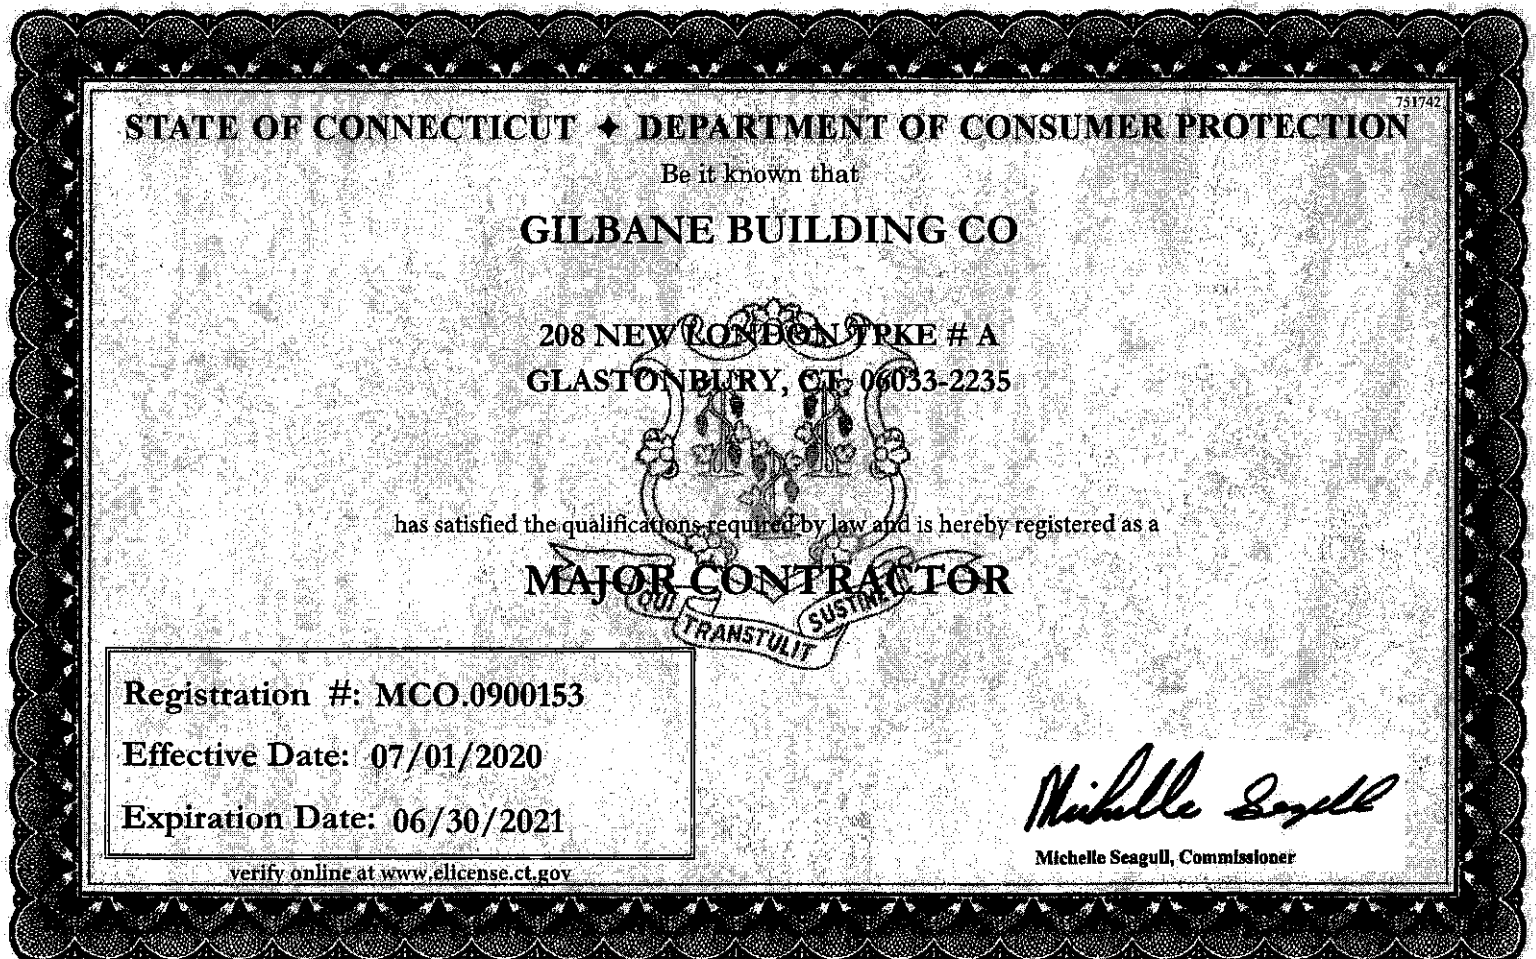 751742
STATE OF CONNECTICUT ✦ DEPARTMENT OF CONSUMER PROTECTION
Be it known that
GILBANE BUILDING CO
208 NEW LONDON TPKE # A
GLASTONBURY, CT 06033-2235
has satisfied the qualifications required by law and is hereby registered as a
MAJOR CONTRACTOR
QUI TRANSTULIT SUSTINET
Registration #: MCO.0900153
Effective Date: 07/01/2020
Expiration Date: 06/30/2021
verify online at www.elicense.ct.gov
Michelle Seagull
Michelle Seagull, Commissioner